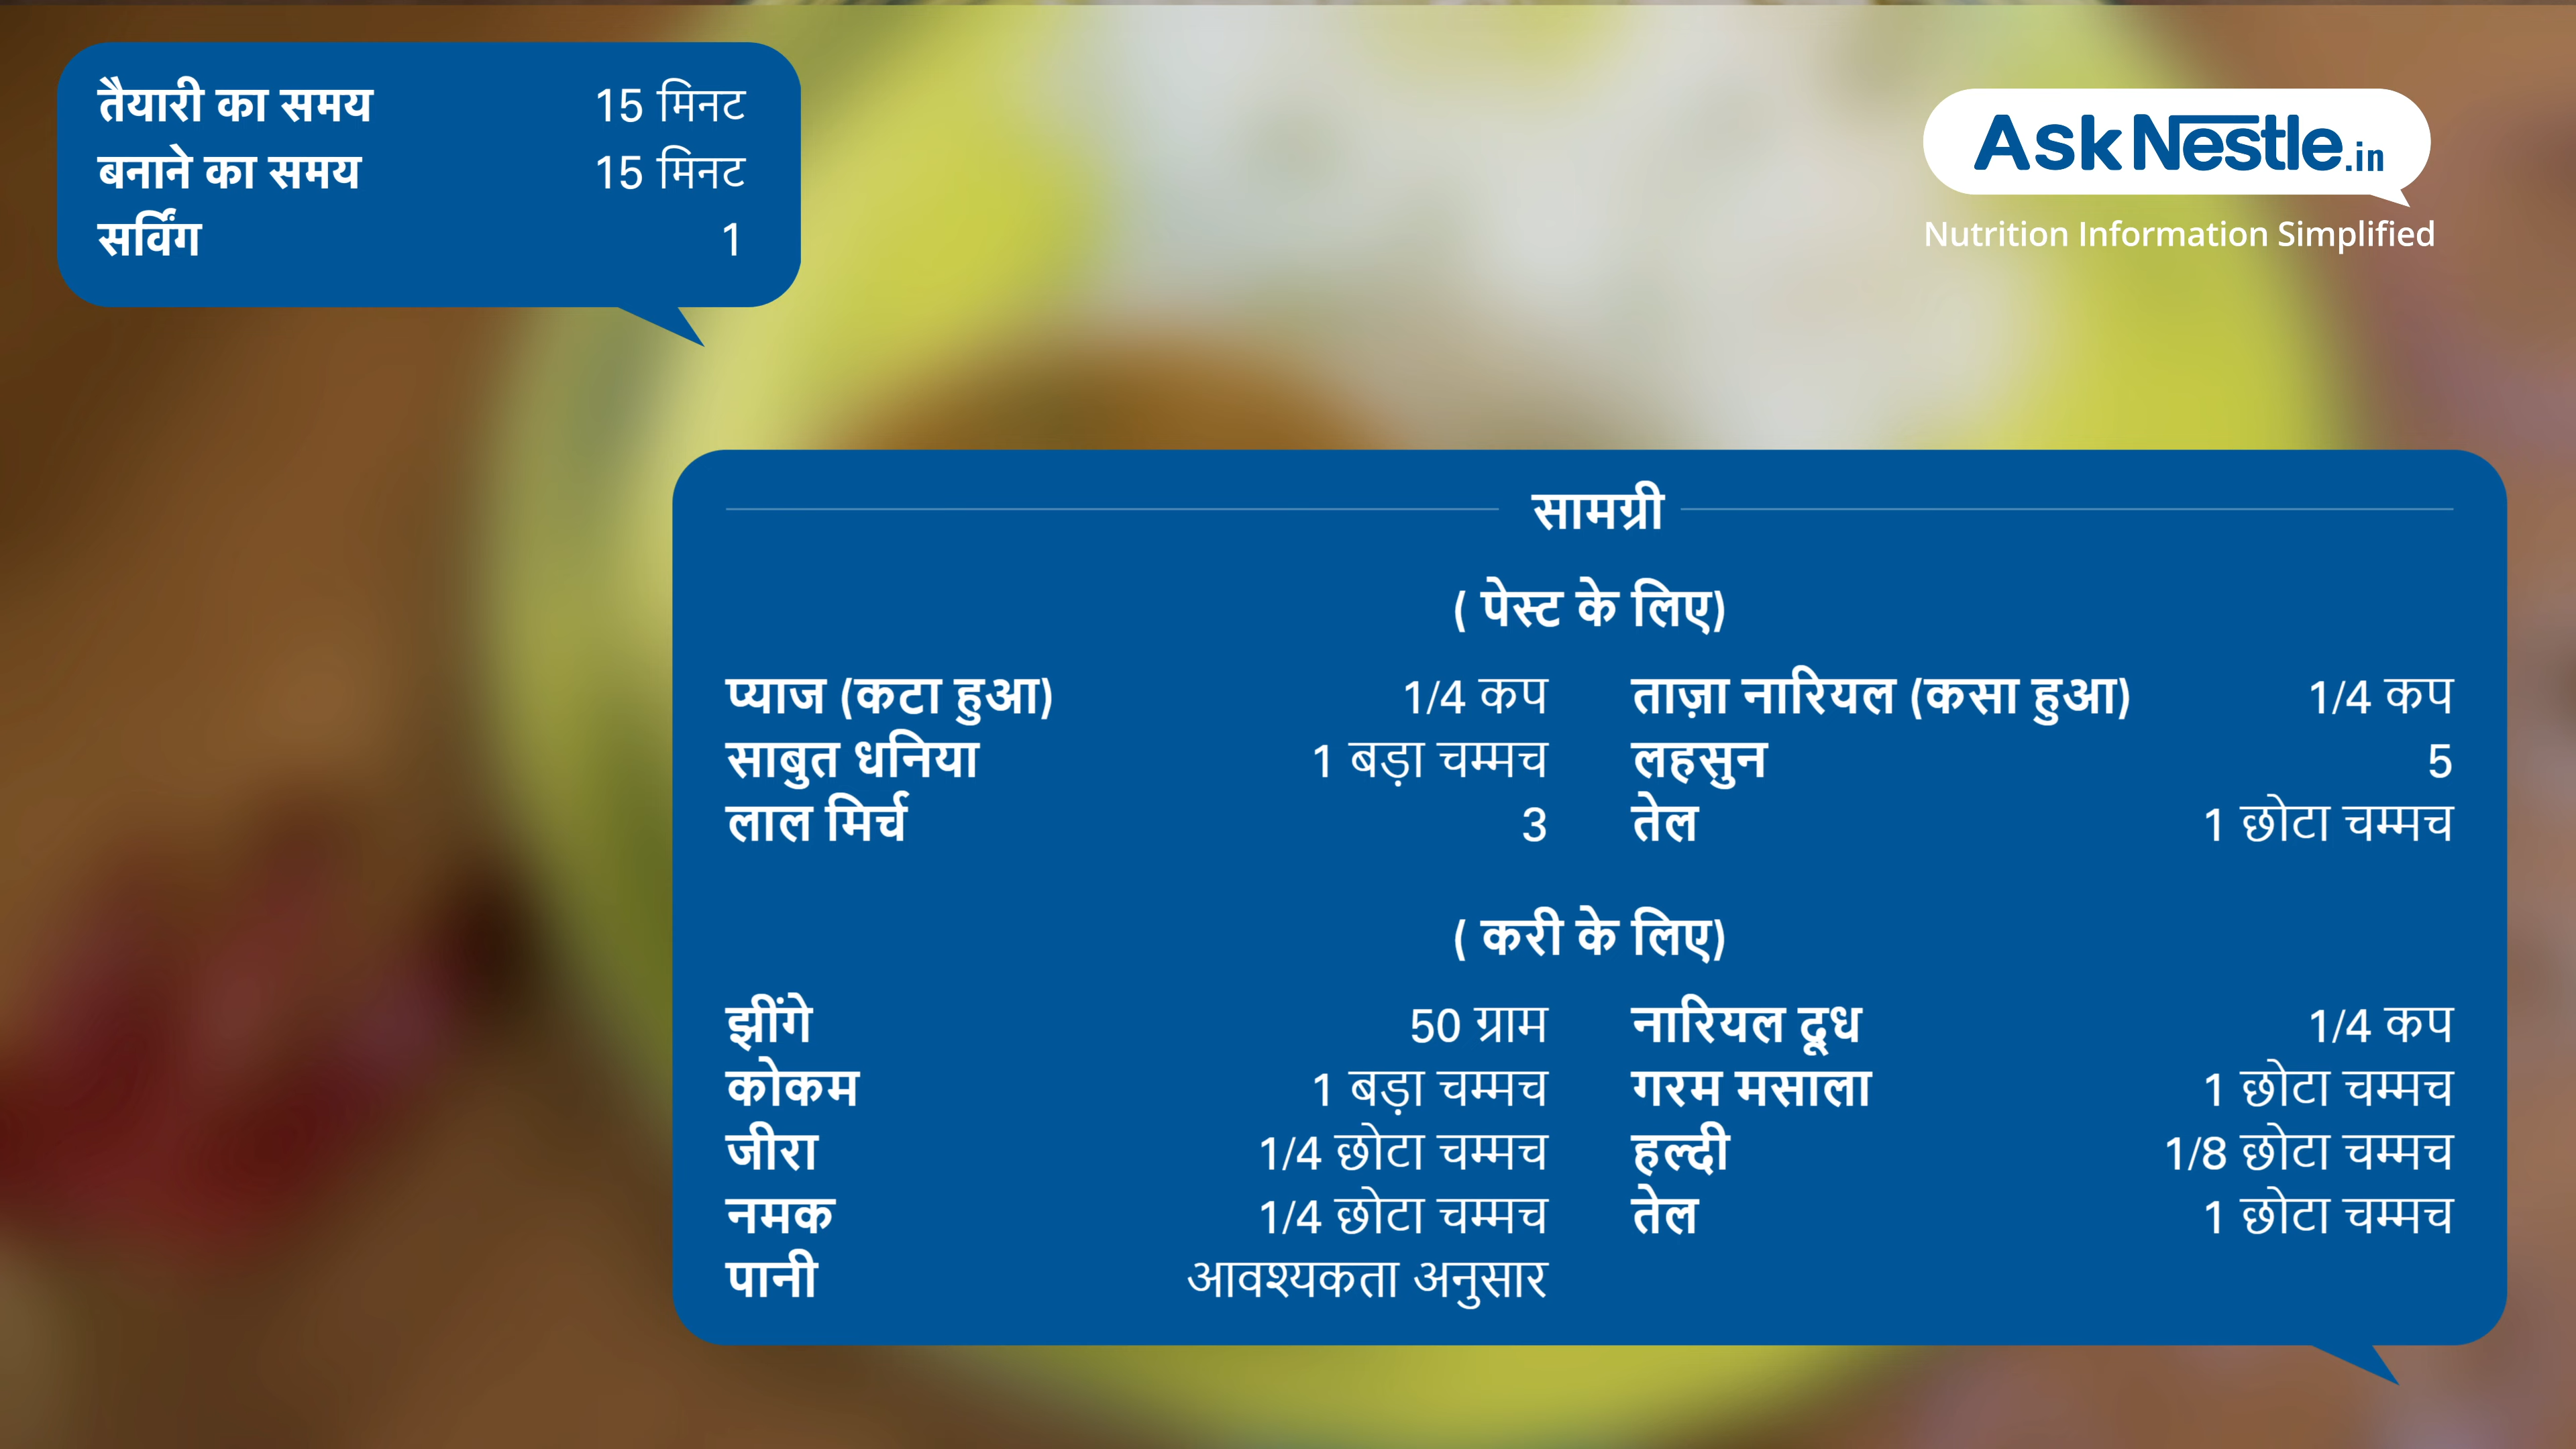 तैयारी का समय 15 मिनट
बनाने का समय 15 मिनट
सर्विंग 1
AskNestle.in
Nutrition Information Simplified
सामग्री
( पेस्ट के लिए)
प्याज (कटा हुआ) 1/4 कप ताज़ा नारियल (कसा हुआ) 1/4 कप
साबुत धनिया 1 बड़ा चम्मच लहसुन 5
लाल मिर्च 3 तेल 1 छोटा चम्मच
( करी के लिए)
झींगे 50 ग्राम नारियल दूध 1/4 कप
कोकम 1 बड़ा चम्मच गरम मसाला 1 छोटा चम्मच
जीरा 1/4 छोटा चम्मच हल्दी 1/8 छोटा चम्मच
नमक 1/4 छोटा चम्मच तेल 1 छोटा चम्मच
पानी आवश्यकता अनुसार